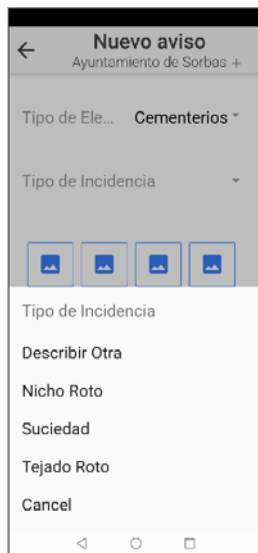 Nuevo aviso
Ayuntamiento de Sorbas +
Tipo de Ele... Cementerios
Tipo de Incidencia
Tipo de Incidencia
Describir Otra
Nicho Roto
Suciedad
Tejado Roto
Cancel